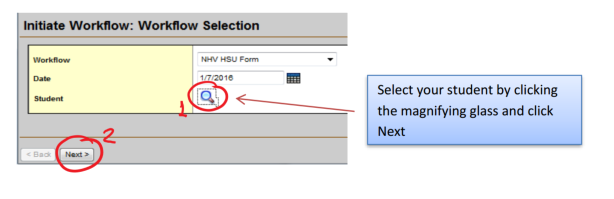 Initiate Workflow: Workflow Selection
Workflow NHV HSU Form
Date 1/7/2016
Student
1
Select your student by clicking
the magnifying glass and click
Next
2
< Back Next >